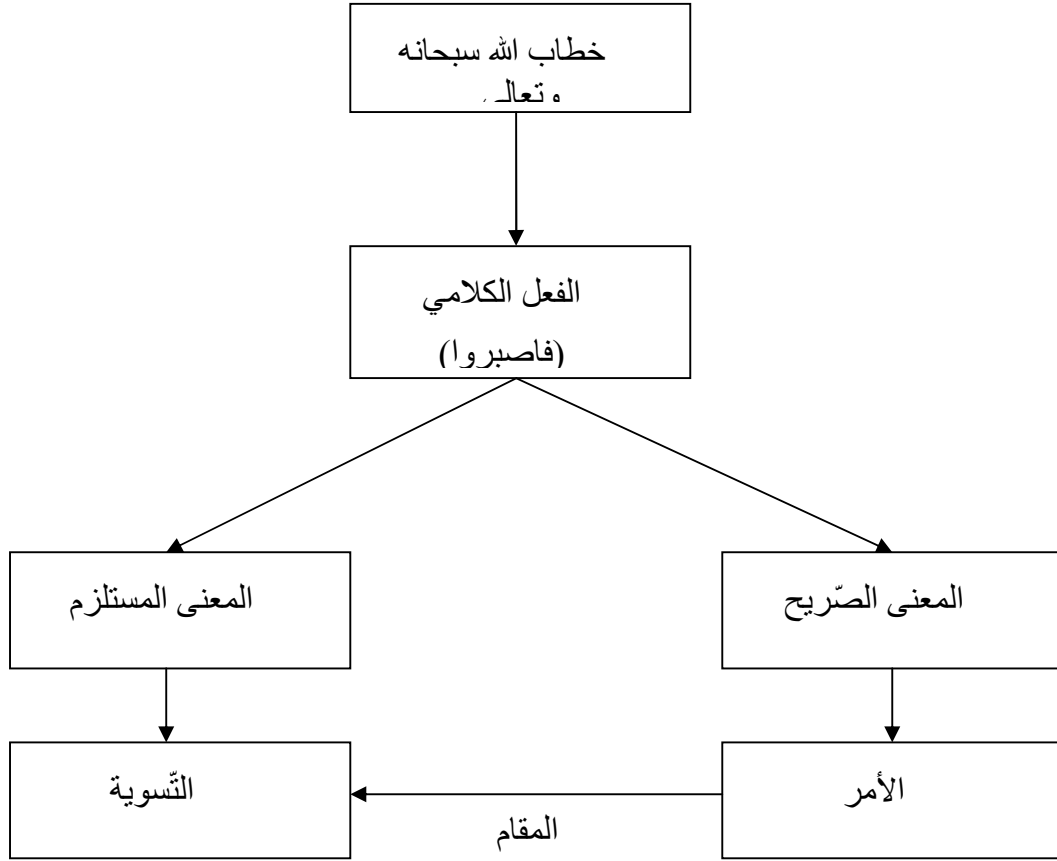 خطاب الله سبحانه
وتعالى
الفعل الكلامي
(فاصبروا)
المعنى الصّريح
المعنى المستلزم
الأمر
التّسوية
المقام